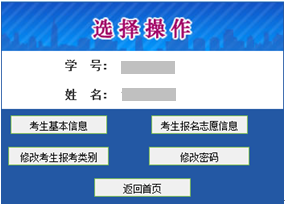 选择操作
学 号：
姓 名：
考生基本信息 考生报名志愿信息
修改考生报考类别 修改密码
返回首页